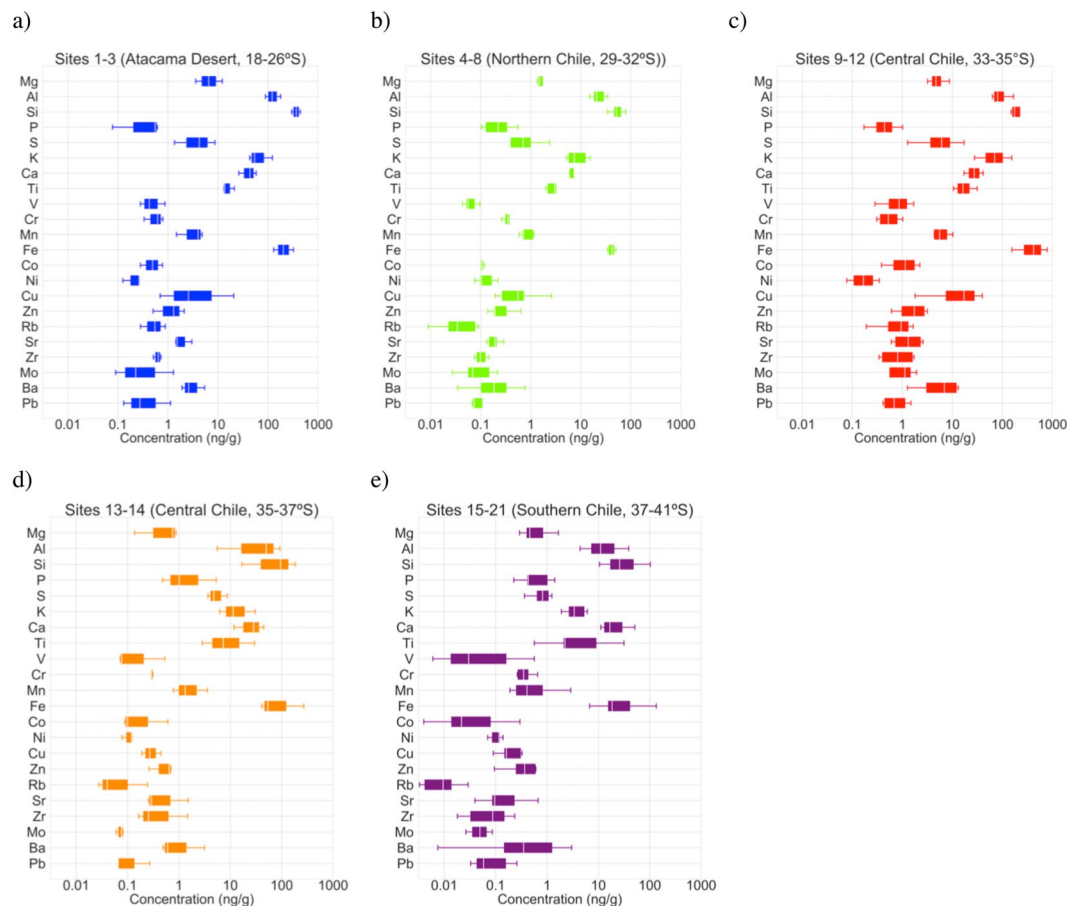 a)
Sites 1-3 (Atacama Desert, 18-26ºS)
Mg
Al
Si
P
S
K
Ca
Ti
V
Cr
Mn
Fe
Co
Ni
Cu
Zn
Rb
Sr
Zr
Mo
Ba
Pb
0.01 0.1 1 10 100 1000
Concentration (ng/g)
b)
Sites 4-8 (Northern Chile, 29-32ºS))
Mg
Al
Si
P
S
K
Ca
Ti
V
Cr
Mn
Fe
Co
Ni
Cu
Zn
Rb
Sr
Zr
Mo
Ba
Pb
0.01 0.1 1 10 100 1000
Concentration (ng/g)
c)
Sites 9-12 (Central Chile, 33-35°S)
Mg
Al
Si
P
S
K
Ca
Ti
V
Cr
Mn
Fe
Co
Ni
Cu
Zn
Rb
Sr
Zr
Mo
Ba
Pb
0.01 0.1 1 10 100 1000
Concentration (ng/g)
d)
Sites 13-14 (Central Chile, 35-37ºS)
Mg
Al
Si
P
S
K
Ca
Ti
V
Cr
Mn
Fe
Co
Ni
Cu
Zn
Rb
Sr
Zr
Mo
Ba
Pb
0.01 0.1 1 10 100 1000
Concentration (ng/g)
e)
Sites 15-21 (Southern Chile, 37-41ºS)
Mg
Al
Si
P
S
K
Ca
Ti
V
Cr
Mn
Fe
Co
Ni
Cu
Zn
Rb
Sr
Zr
Mo
Ba
Pb
0.01 0.1 1 10 100 1000
Concentration (ng/g)